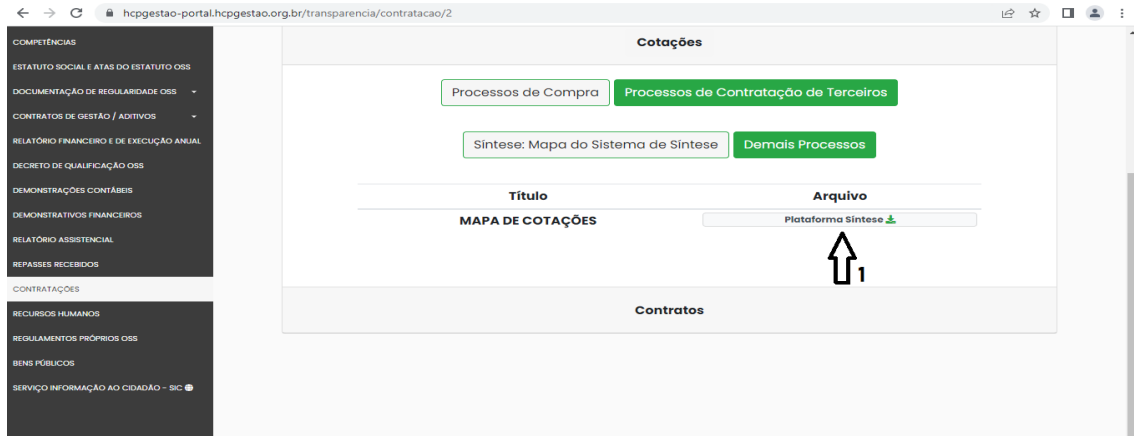 hcpgestao-portal.hcpgestao.org.br/transparencia/contratacao/2
COMPETÊNCIAS
ESTATUTO SOCIAL E ATAS DO ESTATUTO OSS
DOCUMENTAÇÃO DE REGULARIDADE OSS
CONTRATOS DE GESTÃO / ADITIVOS
RELATÓRIO FINANCEIRO E DE EXECUÇÃO ANUAL
DECRETO DE QUALIFICAÇÃO OSS
DEMONSTRAÇÕES CONTÁBEIS
DEMONSTRATIVOS FINANCEIROS
RELATÓRIO ASSISTENCIAL
REPASSES RECEBIDOS
CONTRATAÇÕES
RECURSOS HUMANOS
REGULAMENTOS PRÓPRIOS OSS
BENS PÚBLICOS
SERVIÇO INFORMAÇÃO AO CIDADÃO - SIC
Cotações
Processos de Compra Processos de Contratação de Terceiros
Síntese: Mapa do Sistema de Síntese Demais Processos
Título Arquivo
MAPA DE COTAÇÕES Plataforma Síntese
1
Contratos